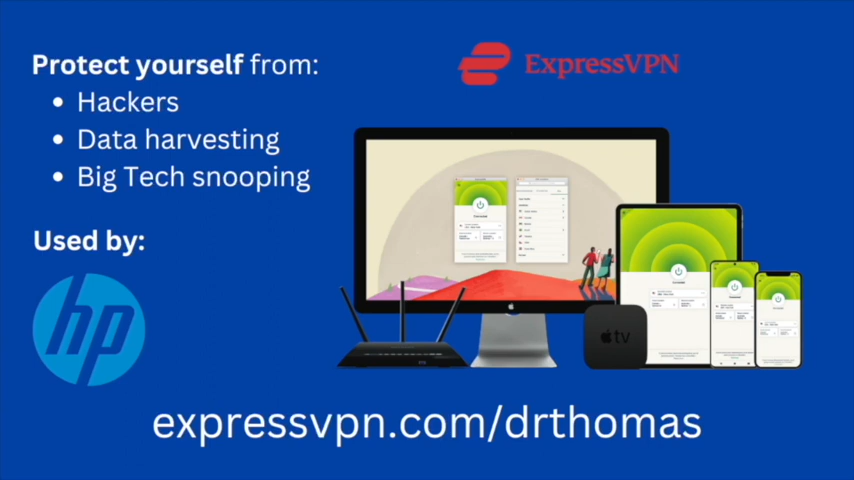 Protect yourself from:
• Hackers
• Data harvesting
• Big Tech snooping
ExpressVPN
Used by:
hp
tv
expressvpn.com/drthomas